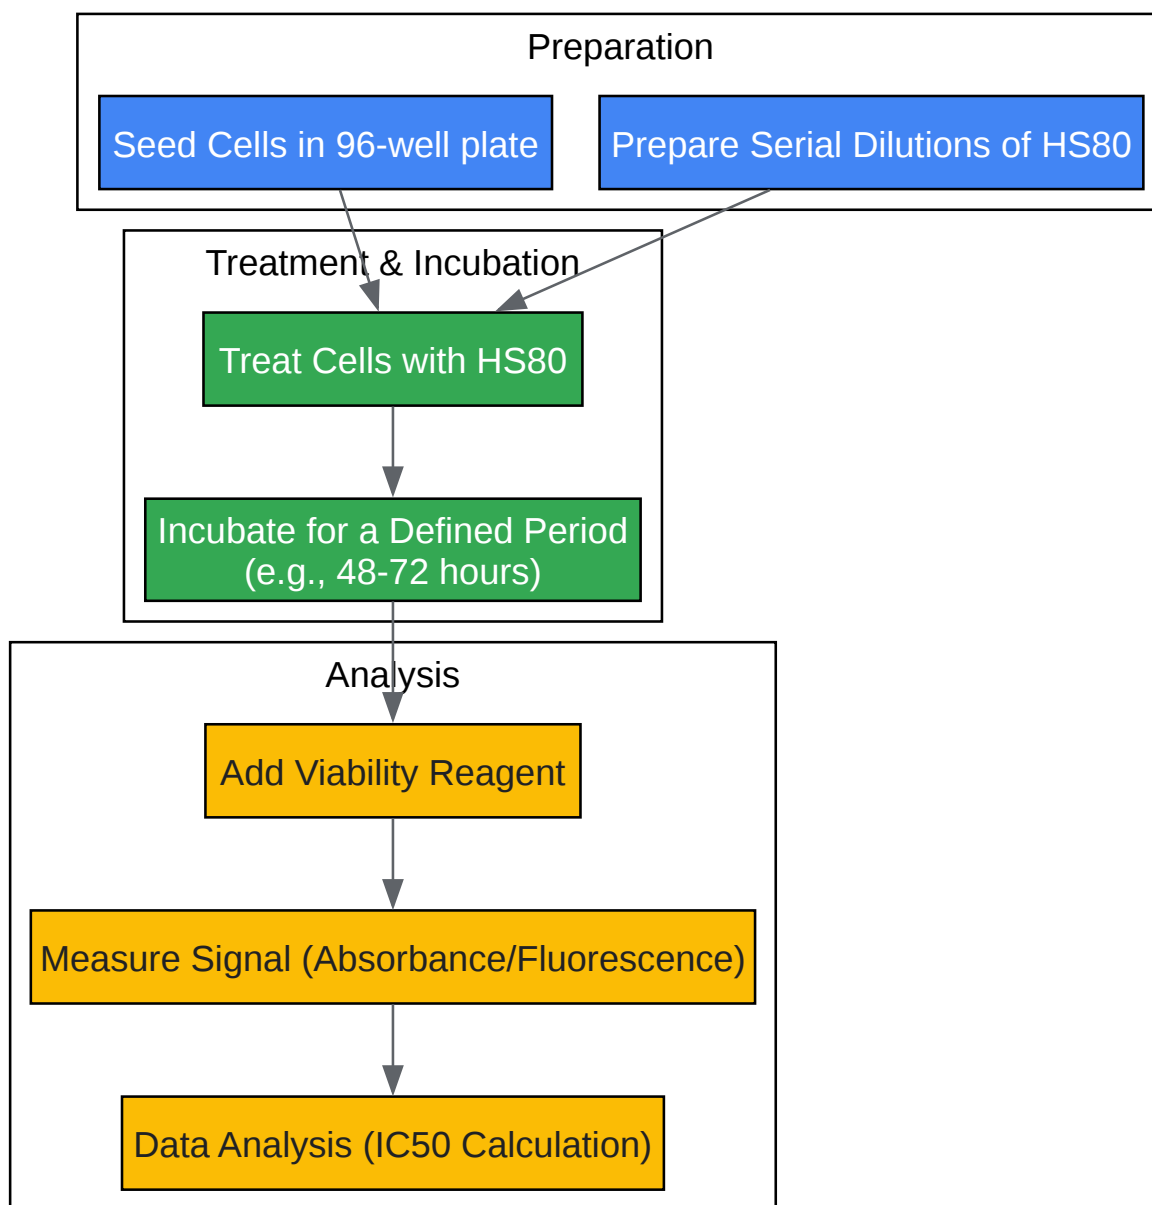 Preparation
Seed Cells in 96-well plate
Prepare Serial Dilutions of HS80
Treatment & Incubation
Treat Cells with HS80
Incubate for a Defined Period
(e.g., 48-72 hours)
Analysis
Add Viability Reagent
Measure Signal (Absorbance/Fluorescence)
Data Analysis (IC50 Calculation)